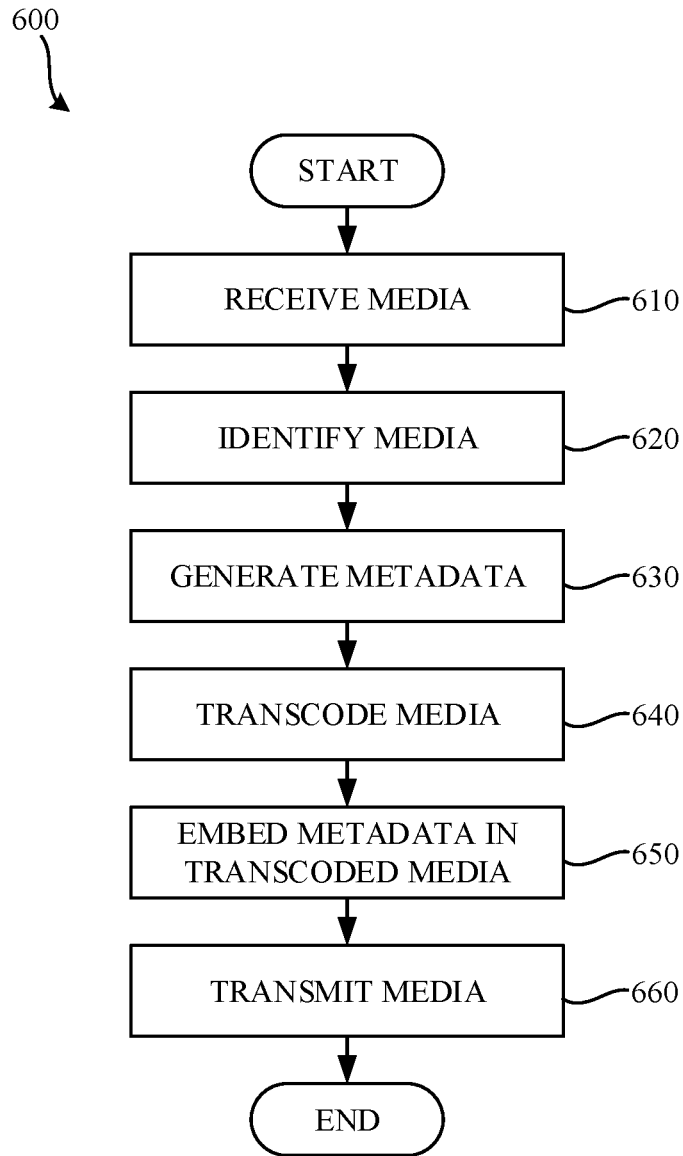 600
START
RECEIVE MEDIA
610
IDENTIFY MEDIA
620
GENERATE METADATA
630
TRANSCODE MEDIA
640
EMBED METADATA IN
TRANSCODED MEDIA
650
TRANSMIT MEDIA
660
END